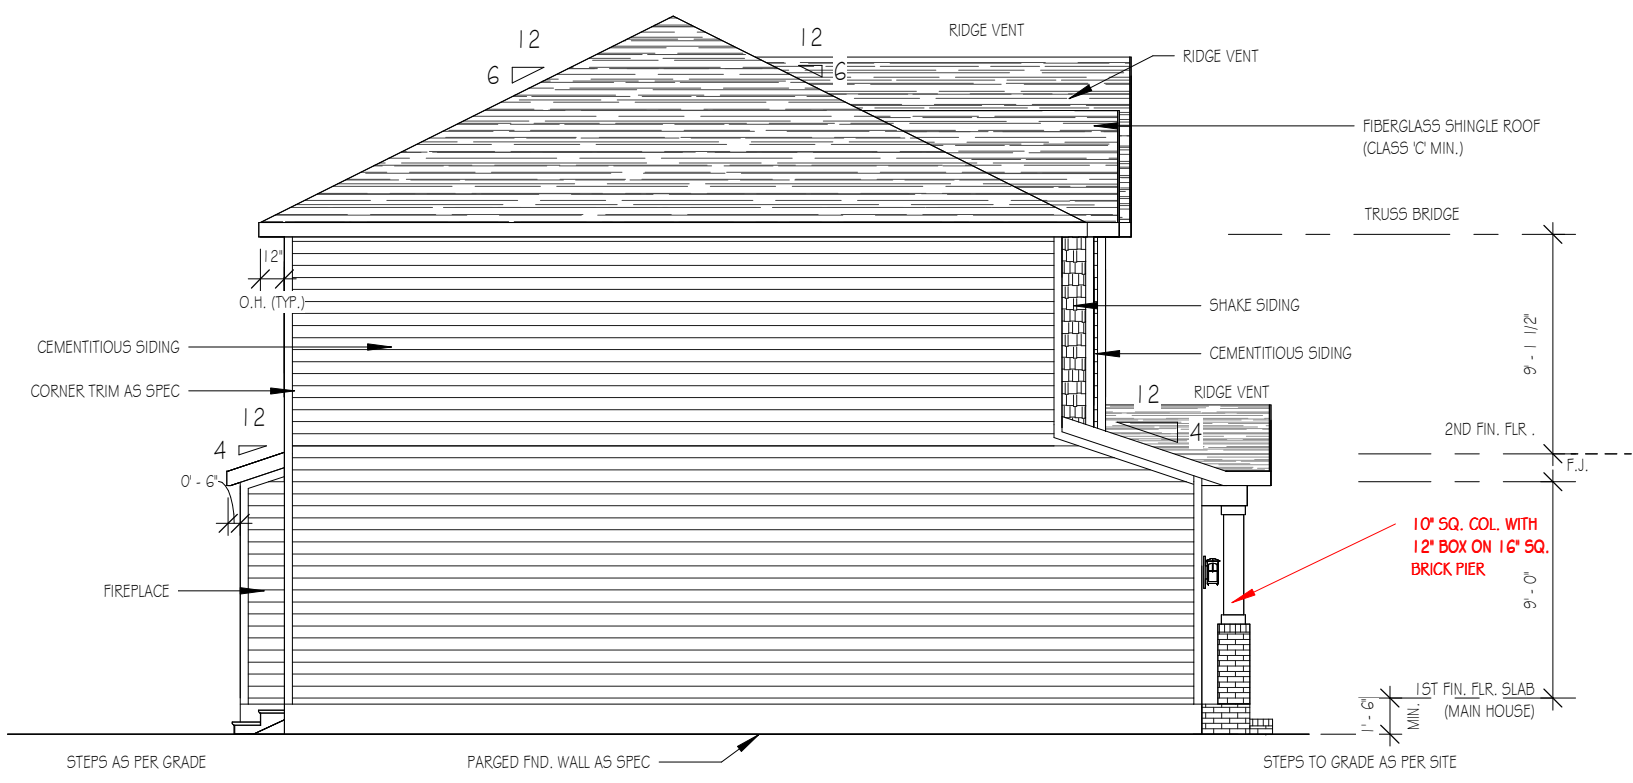 RIDGE VENT
12
12
RIDGE VENT
6
6
FIBERGLASS SHINGLE ROOF
(CLASS 'C' MIN.)
TRUSS BRIDGE
12"
O.H. (TYP.)
SHAKE SIDING
CEMENTITIOUS SIDING
CEMENTITIOUS SIDING
9' - 1 1/2"
CORNER TRIM AS SPEC
12
RIDGE VENT
12
4
4
2ND FIN. FLR .
F.J.
0' - 6"
10" SQ. COL. WITH
12" BOX ON 16" SQ.
BRICK PIER
FIREPLACE
9' - 0"
1ST FIN. FLR. SLAB
(MAIN HOUSE)
1' - 6"
MIN.
STEPS AS PER GRADE
PARGED FND. WALL AS SPEC
STEPS TO GRADE AS PER SITE